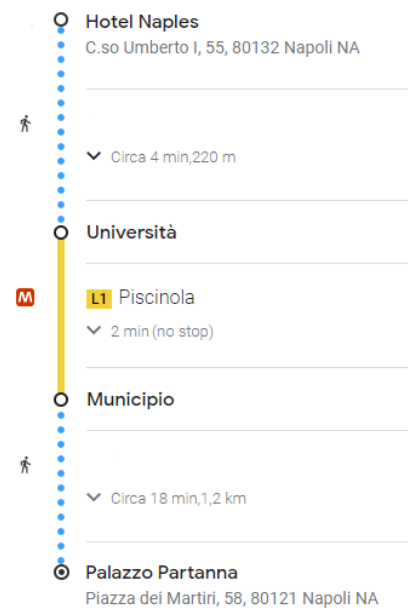 Hotel Naples
C.so Umberto I, 55, 80132 Napoli NA
Circa 4 min,220 m
Università
M
L1 Piscinola
2 min (no stop)
Municipio
Circa 18 min,1,2 km
Palazzo Partanna
Piazza dei Martiri, 58, 80121 Napoli NA